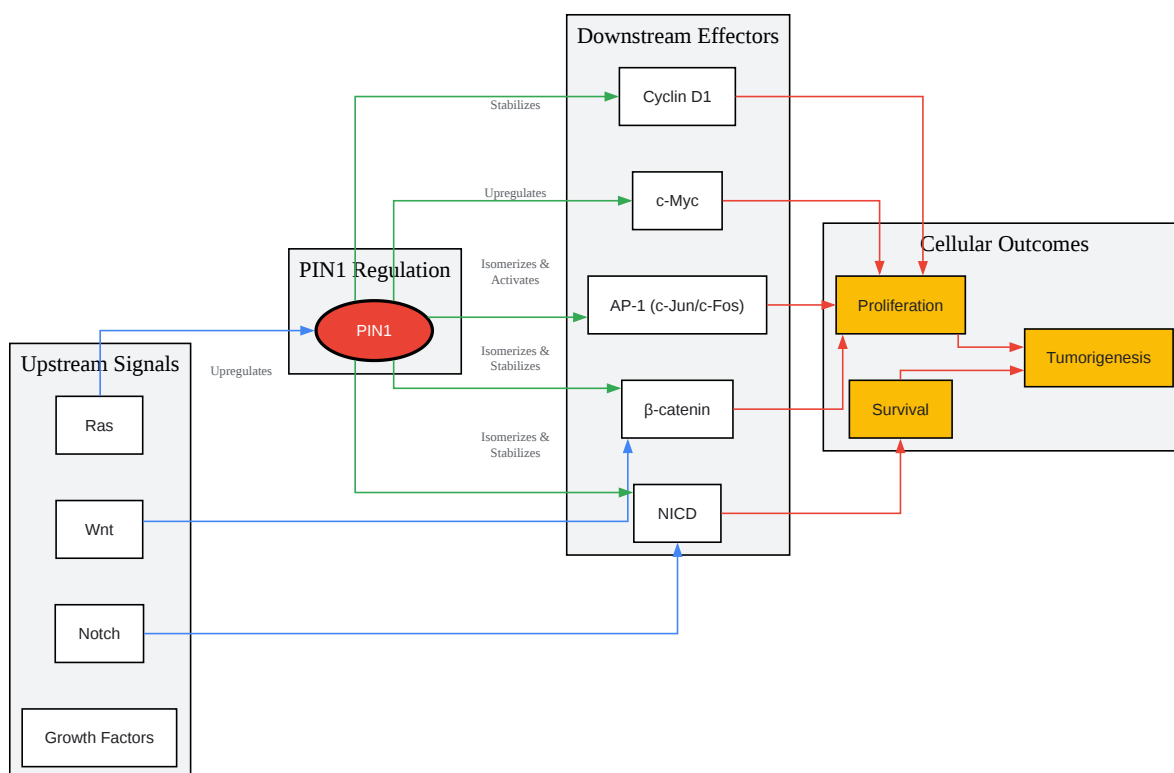 Upstream Signals
Ras
Wnt
Notch
Growth Factors
Upregulates
PIN1 Regulation
PIN1
Stabilizes
Upregulates
Isomerizes &
Activates
Isomerizes &
Stabilizes
Isomerizes &
Stabilizes
Downstream Effectors
Cyclin D1
c-Myc
AP-1 (c-Jun/c-Fos)
β-catenin
NICD
Cellular Outcomes
Proliferation
Survival
Tumorigenesis